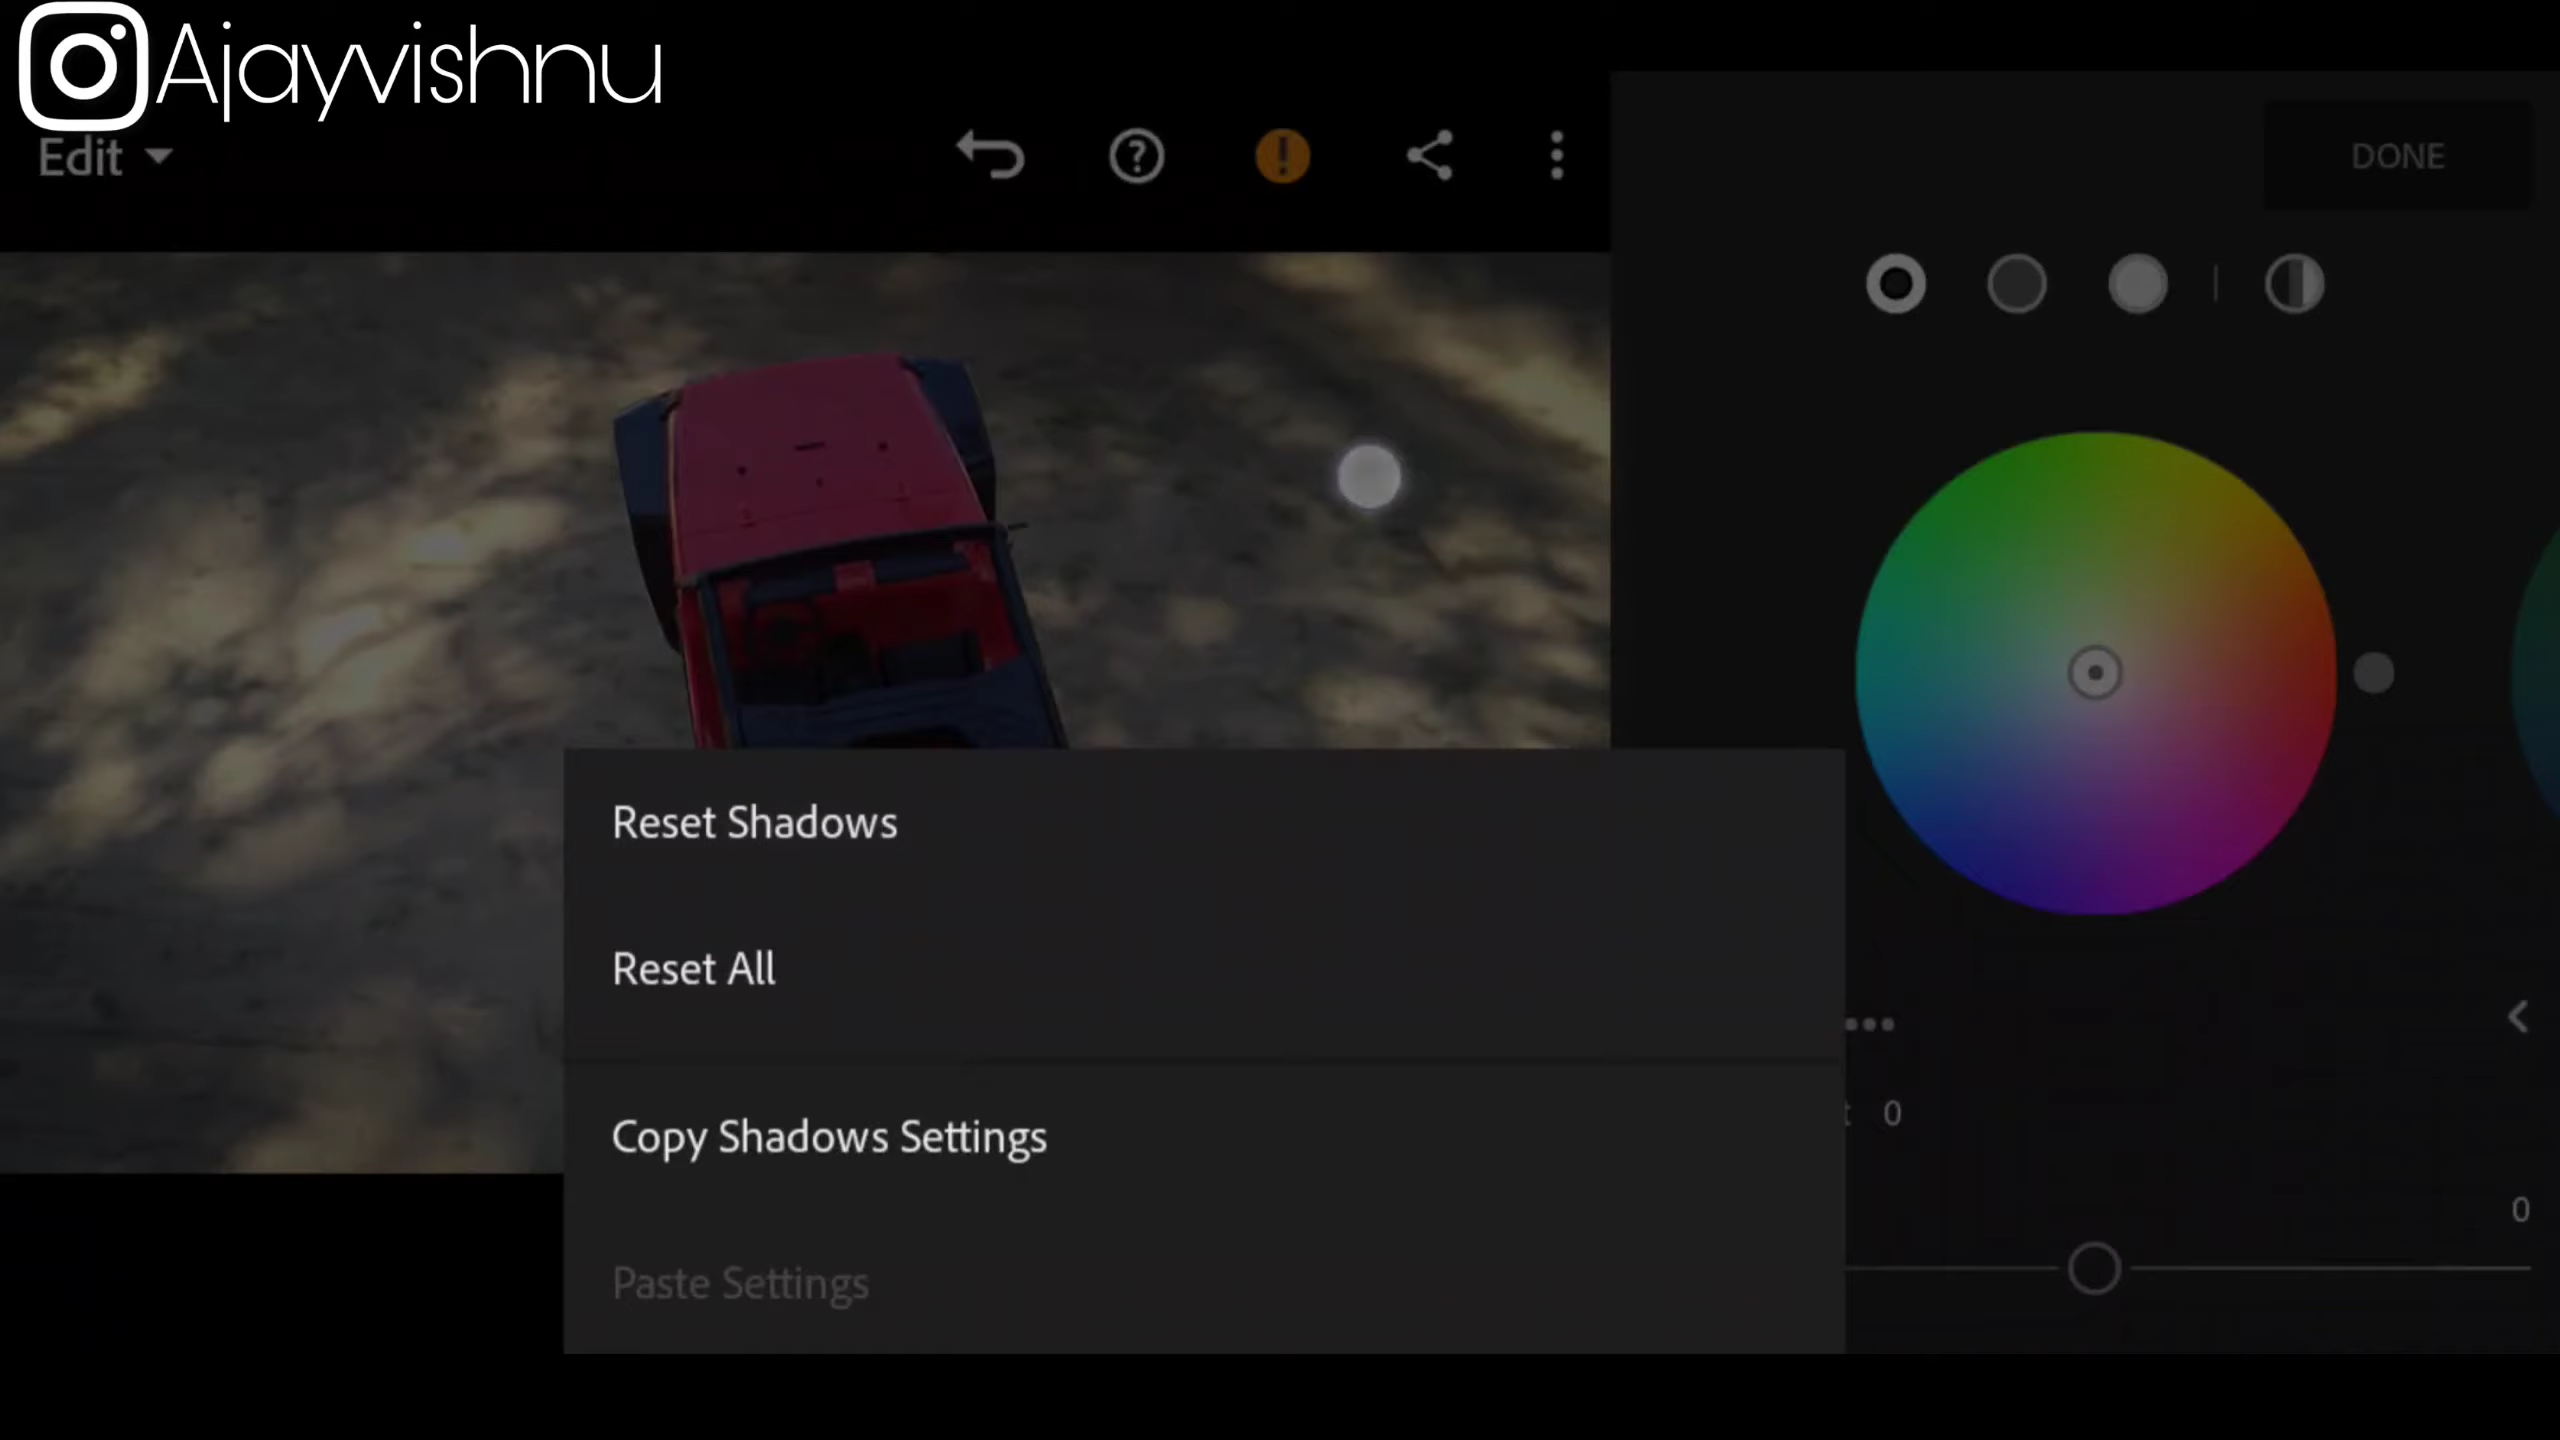 Ajayvishnu
Edit
DONE
Reset Shadows
Reset All
Copy Shadows Settings
0
0
Paste Settings